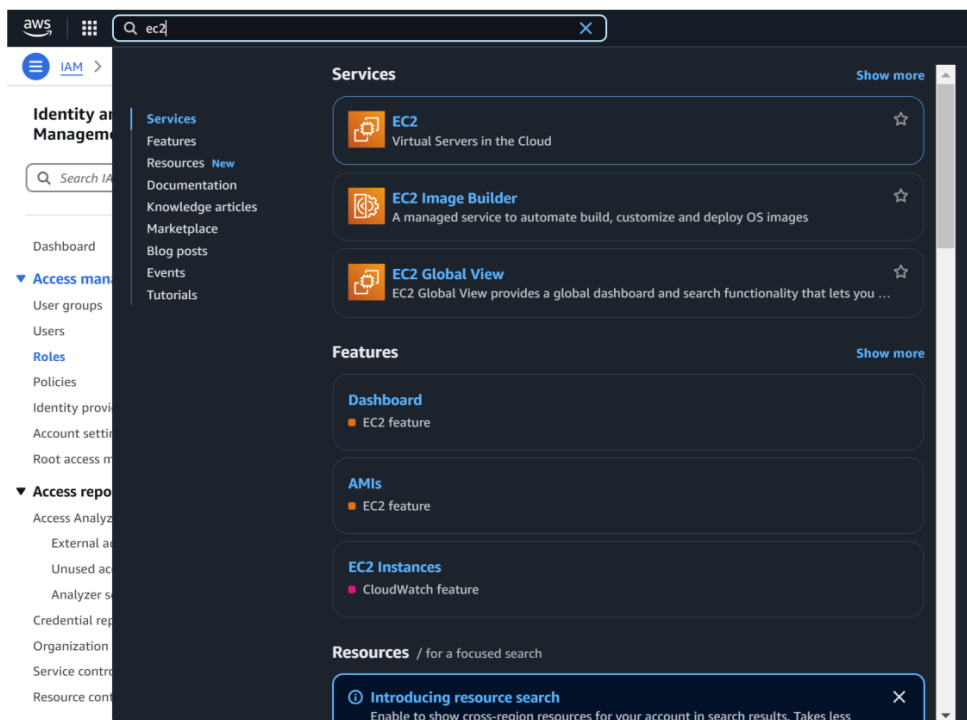 aws
ec2
IAM
Identity an
Manageme
Search IA
Dashboard
Access mana
User groups
Users
Roles
Policies
Identity provi
Account settin
Root access m
Access repo
Access Analyz
External ac
Unused acc
Analyzer se
Credential rep
Organization
Service contro
Resource cont
Services
Features
Resources New
Documentation
Knowledge articles
Marketplace
Blog posts
Events
Tutorials
Services
Show more
EC2
Virtual Servers in the Cloud
EC2 Image Builder
A managed service to automate build, customize and deploy OS images
EC2 Global View
EC2 Global View provides a global dashboard and search functionality that lets you ...
Features
Show more
Dashboard
EC2 feature
AMIs
EC2 feature
EC2 Instances
CloudWatch feature
Resources / for a focused search
Introducing resource search
Enable to show cross-region resources for your account in search results. Takes less